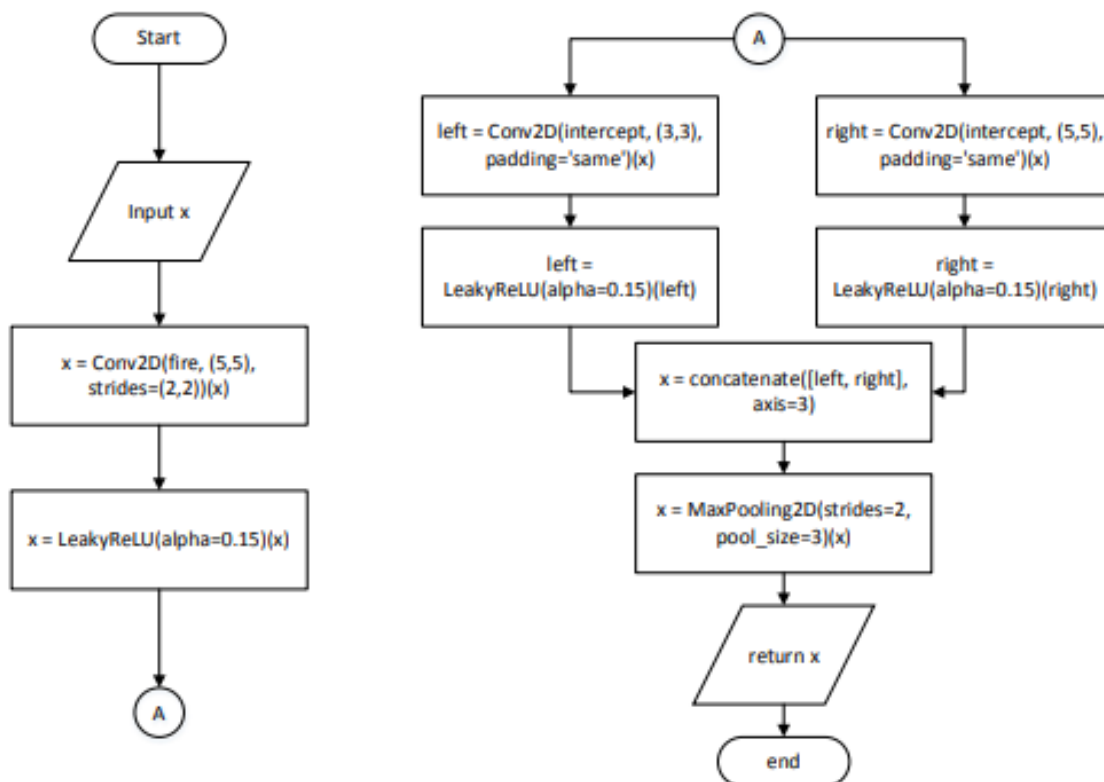 Start
Input x
x = Conv2D(fire, (5,5),
strides=(2,2))(x)
x = LeakyReLU(alpha=0.15)(x)
A
A
left = Conv2D(intercept, (3,3),
padding='same')(x)
right = Conv2D(intercept, (5,5),
padding='same')(x)
left =
LeakyReLU(alpha=0.15)(left)
right =
LeakyReLU(alpha=0.15)(right)
x = concatenate([left, right],
axis=3)
x = MaxPooling2D(strides=2,
pool_size=3)(x)
return x
end